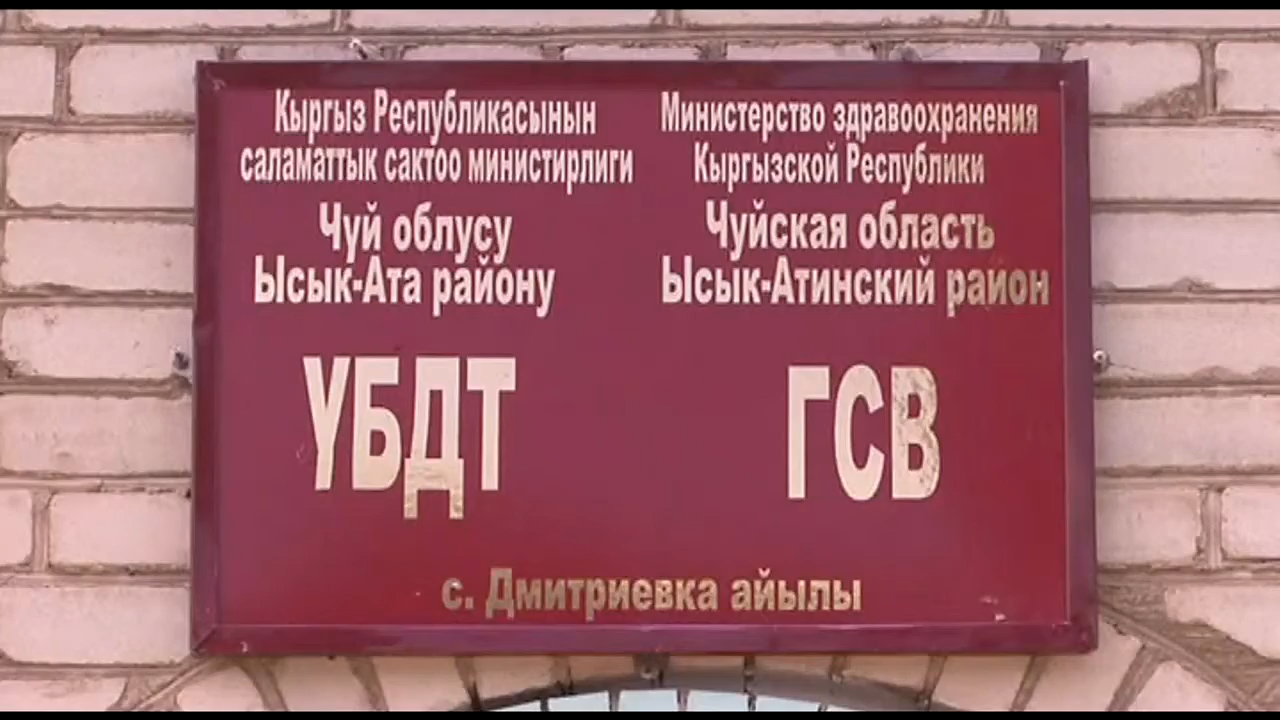 Кыргыз Республикасынын
саламаттык сактоо министирлиги
Чуй облусу
Ысык-Ата району
ҮБДТ
Министерство здравоохранения
Кыргызской Республики
Чуйская область
Ысык-Атинский район
ГСВ
с. Дмитриевка айылы